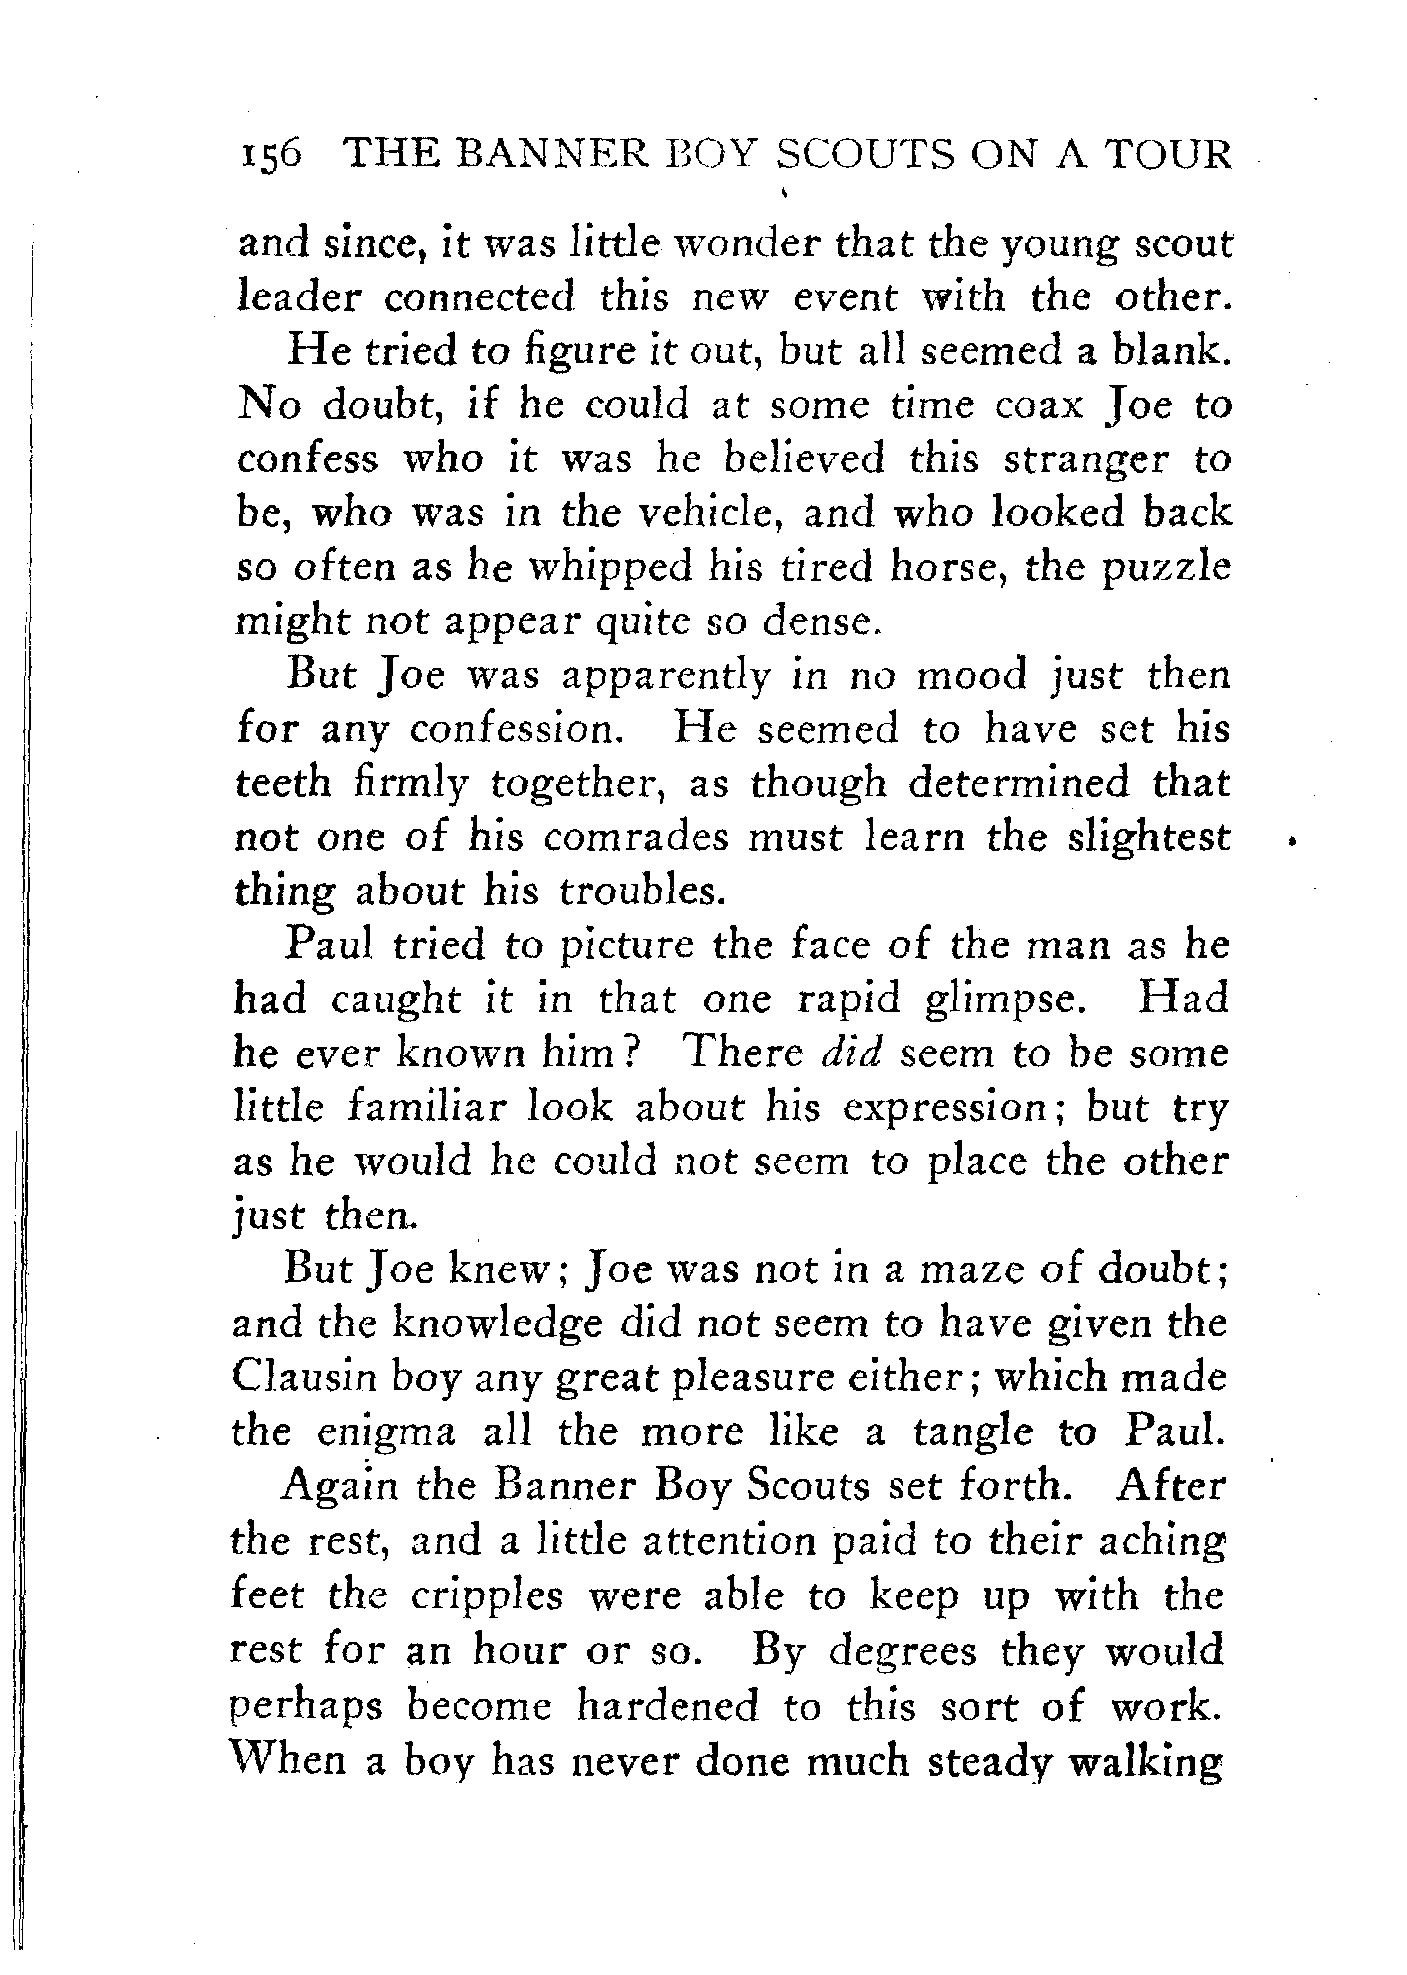 156 THE BANNER BOY SCOUTS ON A TOUR
and since, it was little wonder that the young scout
leader connected this new event with the other.
He tried to figure it out, but all seemed a blank.
No doubt, if he could at some time coax Joe to
confess who it was he believed this stranger to
be, who was in the vehicle, and who looked back
so often as he whipped his tired horse, the puzzle
might not appear quite so dense.
But Joe was apparently in no mood just then
for any confession. He seemed to have set his
teeth firmly together, as though determined that
not one of his comrades must learn the slightest
thing about his troubles.
Paul tried to picture the face of the man as he
had caught it in that one rapid glimpse. Had
he ever known him? There did seem to be some
little familiar look about his expression; but try
as he would he could not seem to place the other
just then.
But Joe knew; Joe was not in a maze of doubt;
and the knowledge did not seem to have given the
Clausin boy any great pleasure either; which made
the enigma all the more like a tangle to Paul.
Again the Banner Boy Scouts set forth. After
the rest, and a little attention paid to their aching
feet the cripples were able to keep up with the
rest for an hour or so. By degrees they would
perhaps become hardened to this sort of work.
When a boy has never done much steady walking